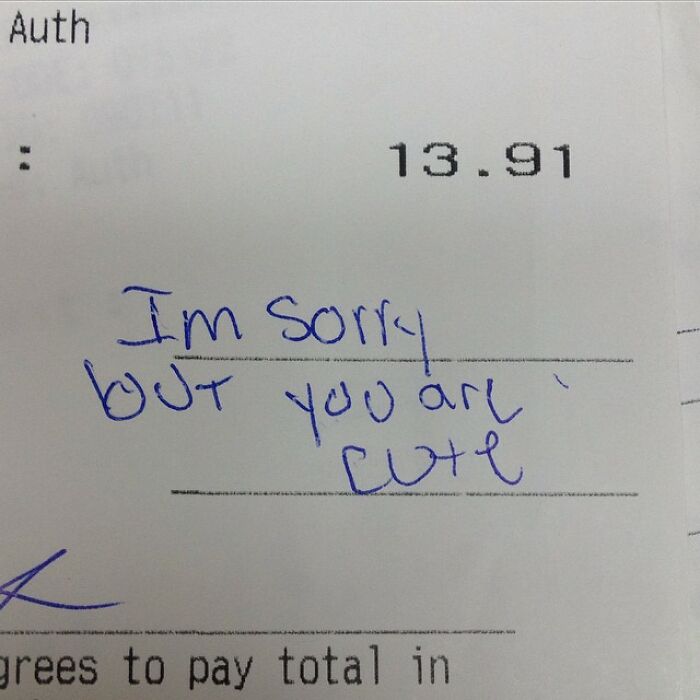 Auth
: 13.91
Im sorry
but you are
cute
grees to pay total in